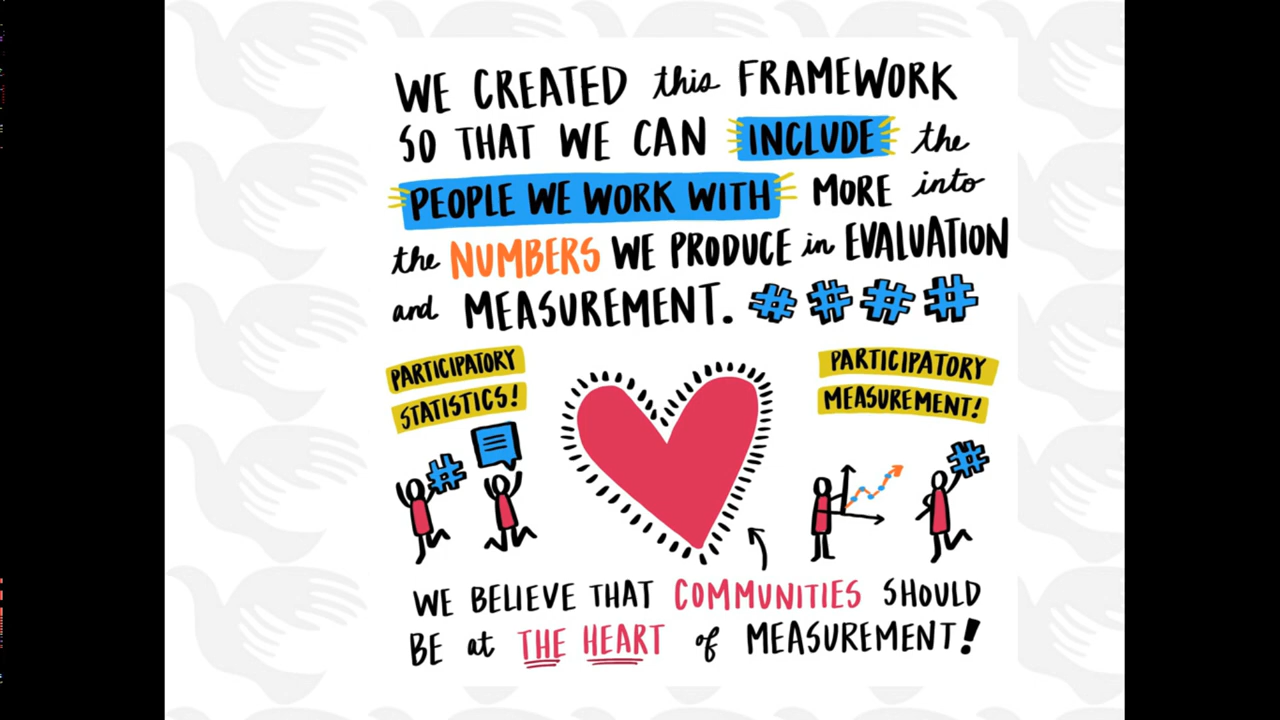 WE CREATED this FRAMEWORK
SO THAT WE CAN INCLUDE the
PEOPLE WE WORK WITH MORE into
the NUMBERS WE PRODUCE in EVALUATION
and MEASUREMENT. # # # #
PARTICIPATORY
STATISTICS!
PARTICIPATORY
MEASUREMENT!
#
#
WE BELIEVE THAT COMMUNITIES SHOULD
BE at THE HEART of MEASUREMENT!